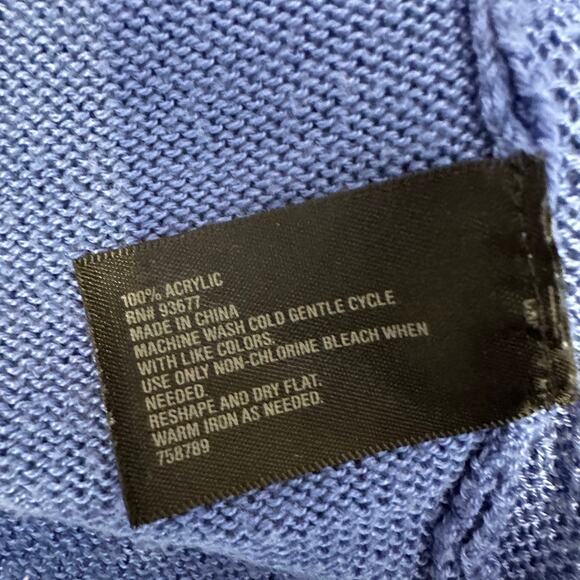 100% ACRYLIC
RN# 93677
MADE IN CHINA
MACHINE WASH COLD GENTLE CYCLE
WITH LIKE COLORS.
USE ONLY NON-CHLORINE BLEACH WHEN
NEEDED.
RESHAPE AND DRY FLAT.
WARM IRON AS NEEDED.
758789